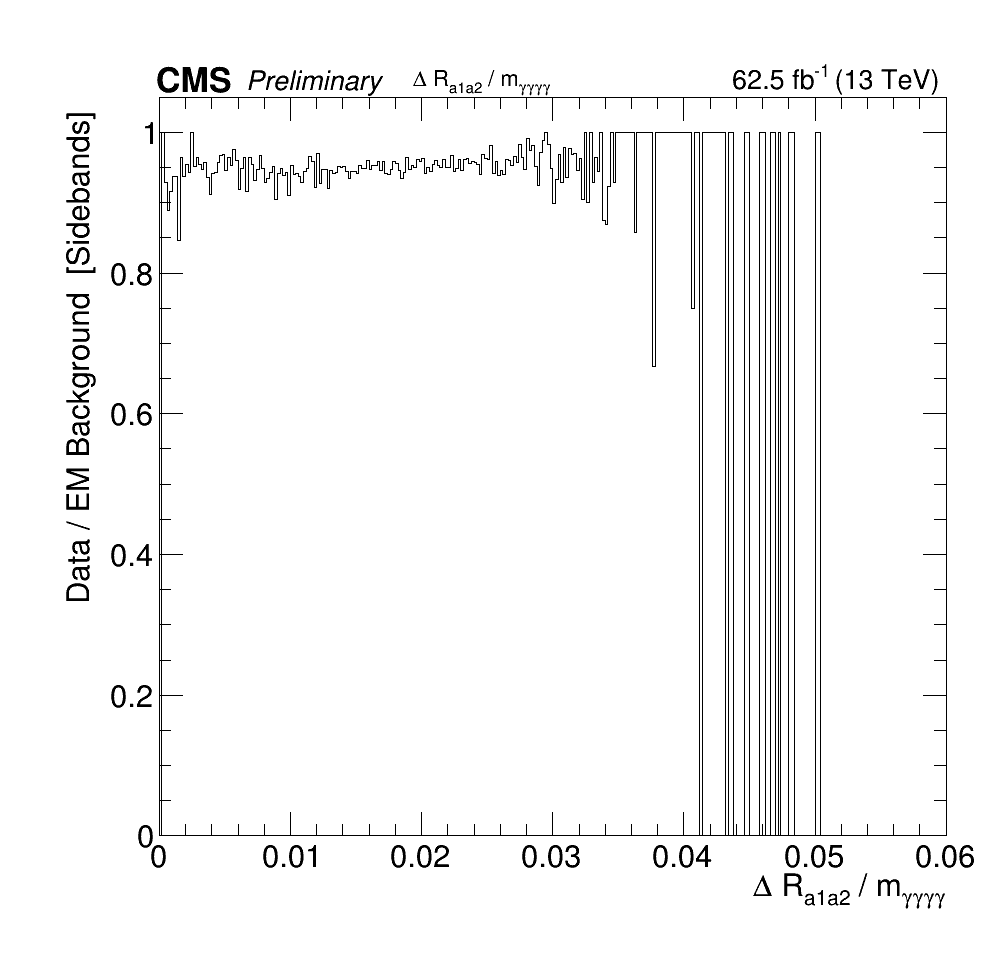 CMS Preliminary Δ R_a1a2 / m_γγγγ 62.5 fb⁻¹ (13 TeV)
Data / EM Background [Sidebands]
1
0.8
0.6
0.4
0.2
0
0 0.01 0.02 0.03 0.04 0.05 0.06
Δ R_a1a2 / m_γγγγ